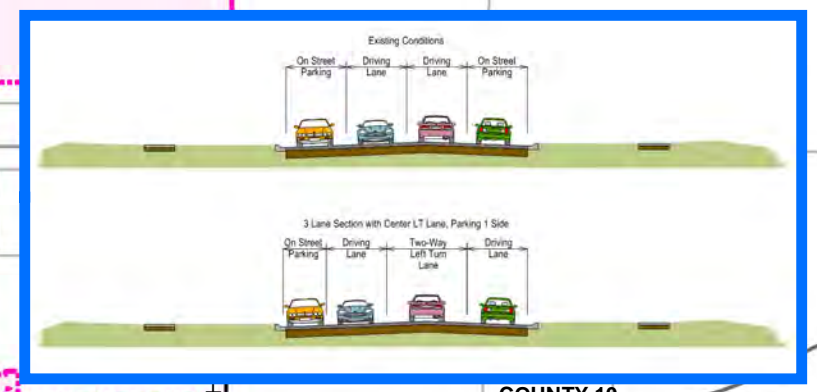 Existing Conditions
On Street Parking
Driving Lane
Driving Lane
On Street Parking
3 Lane Section with Center LT Lane, Parking 1 Side
On Street Parking
Driving Lane
Two-Way Left Turn Lane
Driving Lane
COUNTY 10